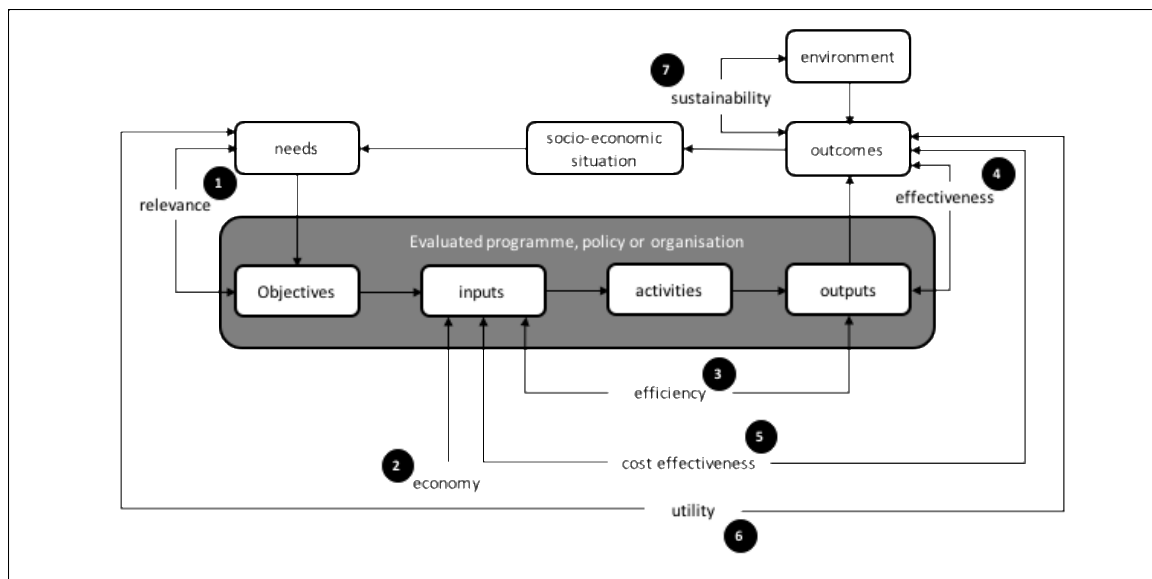 environment
7
sustainability
needs
socio-economic
situation
outcomes
1
relevance
4
effectiveness
Evaluated programme, policy or organisation
Objectives
inputs
activities
outputs
3
efficiency
5
cost effectiveness
2
economy
utility
6